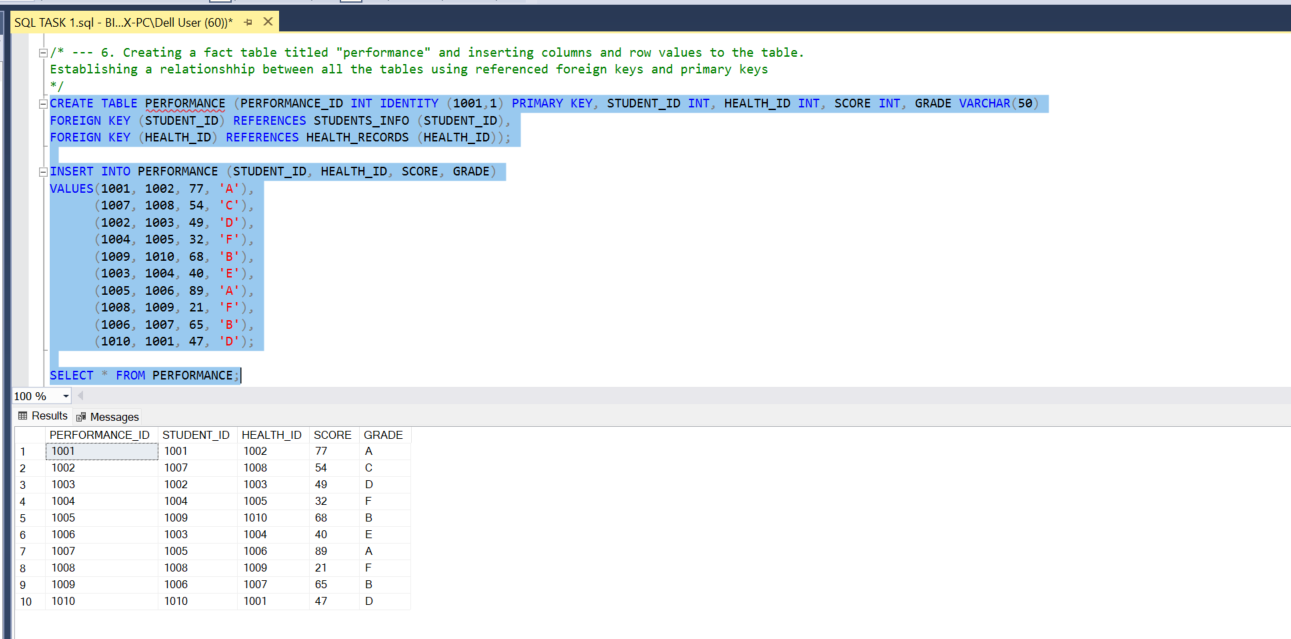 SQL TASK 1.sql - BI...X-PC\Dell User (60))*
/* --- 6. Creating a fact table titled "performance" and inserting columns and row values to the table.
Establishing a relationshhip between all the tables using referenced foreign keys and primary keys
*/
CREATE TABLE PERFORMANCE (PERFORMANCE_ID INT IDENTITY (1001,1) PRIMARY KEY, STUDENT_ID INT, HEALTH_ID INT, SCORE INT, GRADE VARCHAR(50)
FOREIGN KEY (STUDENT_ID) REFERENCES STUDENTS_INFO (STUDENT_ID),
FOREIGN KEY (HEALTH_ID) REFERENCES HEALTH_RECORDS (HEALTH_ID));
INSERT INTO PERFORMANCE (STUDENT_ID, HEALTH_ID, SCORE, GRADE)
VALUES(1001, 1002, 77, 'A'),
(1007, 1008, 54, 'C'),
(1002, 1003, 49, 'D'),
(1004, 1005, 32, 'F'),
(1009, 1010, 68, 'B'),
(1003, 1004, 40, 'E'),
(1005, 1006, 89, 'A'),
(1008, 1009, 21, 'F'),
(1006, 1007, 65, 'B'),
(1010, 1001, 47, 'D');
SELECT * FROM PERFORMANCE;
100 %
Results Messages
PERFORMANCE_ID STUDENT_ID HEALTH_ID SCORE GRADE
1 1001 1001 1002 77 A
2 1002 1007 1008 54 C
3 1003 1002 1003 49 D
4 1004 1004 1005 32 F
5 1005 1009 1010 68 B
6 1006 1003 1004 40 E
7 1007 1005 1006 89 A
8 1008 1008 1009 21 F
9 1009 1006 1007 65 B
10 1010 1010 1001 47 D